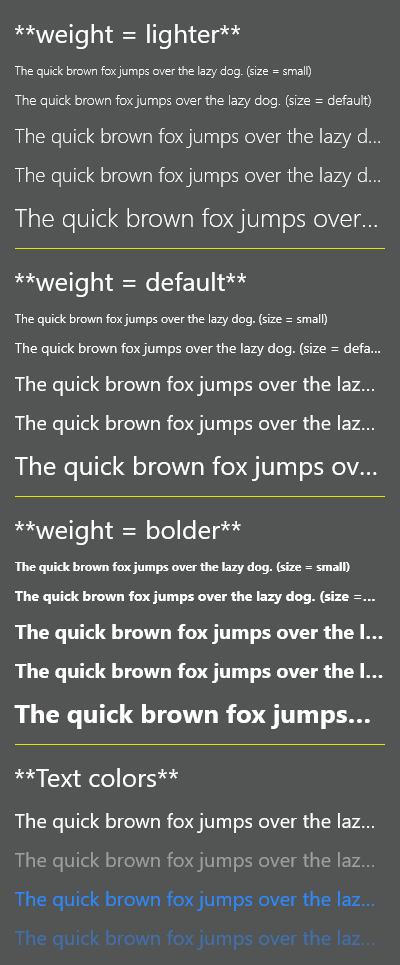 **weight = lighter**
The quick brown fox jumps over the lazy dog. (size = small)
The quick brown fox jumps over the lazy dog. (size = default)
The quick brown fox jumps over the lazy d...
The quick brown fox jumps over the lazy d...
The quick brown fox jumps over...
**weight = default**
The quick brown fox jumps over the lazy dog. (size = small)
The quick brown fox jumps over the lazy dog. (size = defa...
The quick brown fox jumps over the laz...
The quick brown fox jumps over the laz...
The quick brown fox jumps ov...
**weight = bolder**
The quick brown fox jumps over the lazy dog. (size = small)
The quick brown fox jumps over the lazy dog. (size =...
The quick brown fox jumps over the l...
The quick brown fox jumps over the l...
The quick brown fox jumps...
**Text colors**
The quick brown fox jumps over the laz...
The quick brown fox jumps over the laz...
The quick brown fox jumps over the laz...
The quick brown fox jumps over the laz...